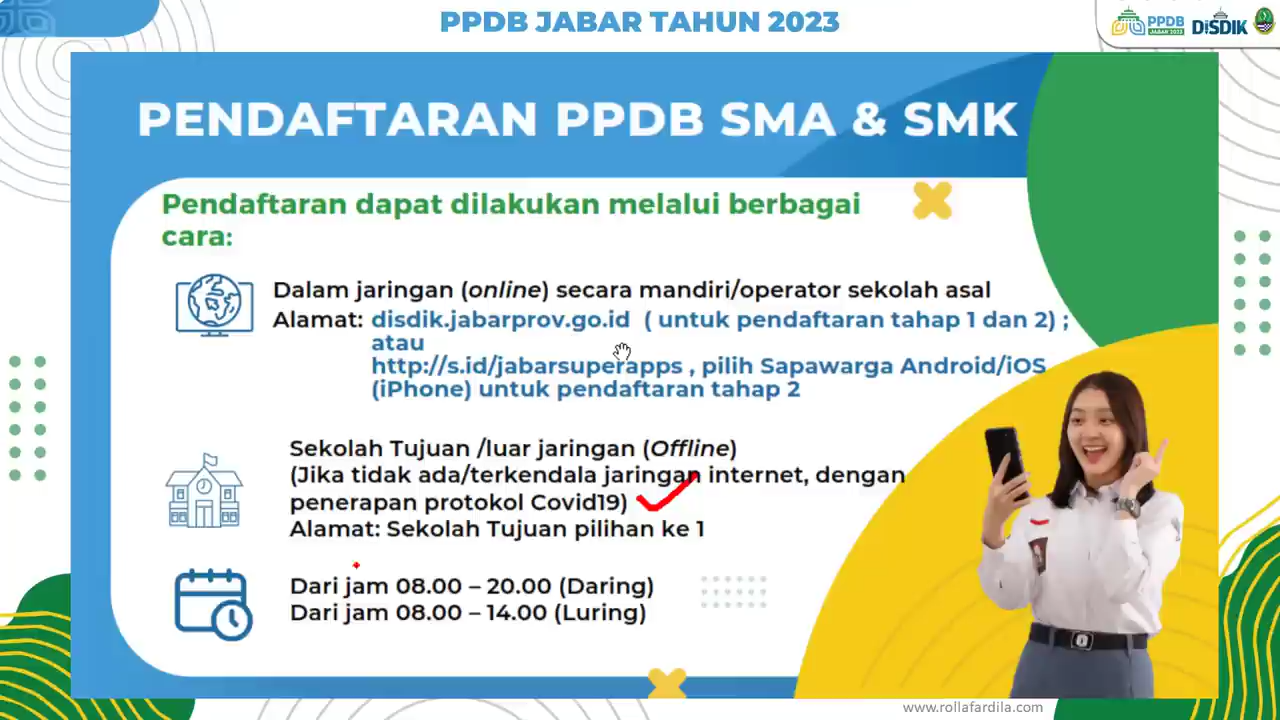 PPDB JABAR TAHUN 2023
PPDB
JABAR 2023
DISDIK
PENDAFTARAN PPDB SMA & SMK
Pendaftaran dapat dilakukan melalui berbagai
cara:
Dalam jaringan (online) secara mandiri/operator sekolah asal
Alamat: disdik.jabarprov.go.id ( untuk pendaftaran tahap 1 dan 2) ;
atau
http://s.id/jabarsuperapps , pilih Sapawarga Android/iOS
(iPhone) untuk pendaftaran tahap 2
Sekolah Tujuan /luar jaringan (Offline)
(Jika tidak ada/terkendala jaringan internet, dengan
penerapan protokol Covid19)
Alamat: Sekolah Tujuan pilihan ke 1
Dari jam 08.00 – 20.00 (Daring)
Dari jam 08.00 – 14.00 (Luring)
www.rollafardila.com